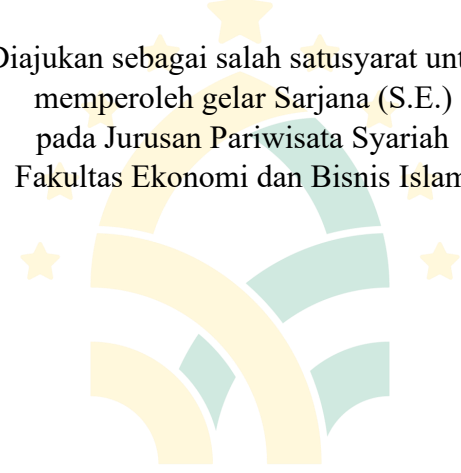 Diajukan sebagai salah satusyarat unt
memperoleh gelar Sarjana (S.E.)
pada Jurusan Pariwisata Syariah
Fakultas Ekonomi dan Bisnis Islam